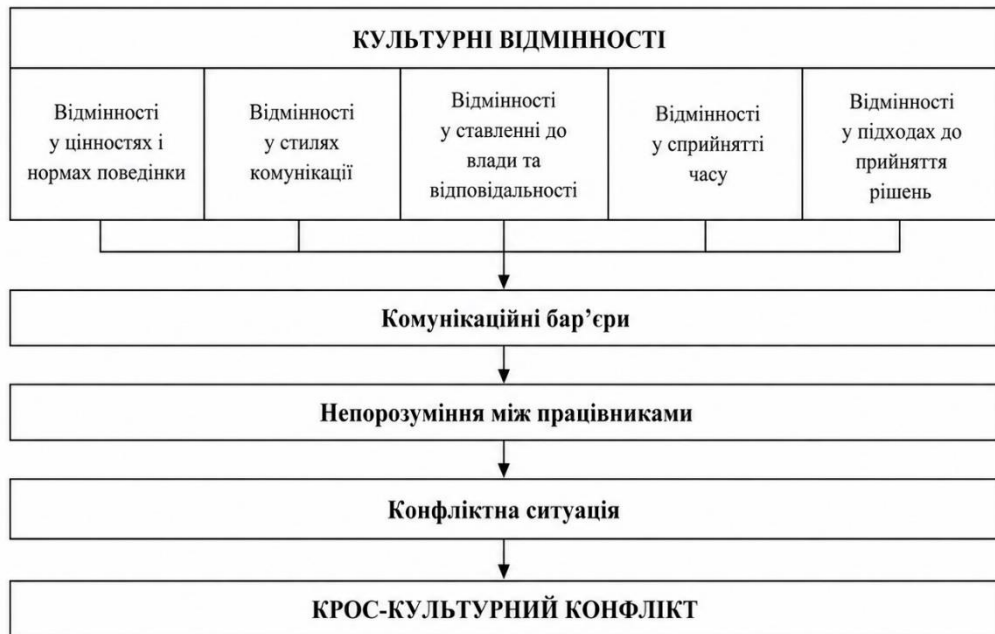 КУЛЬТУРНІ ВІДМІННОСТІ
Відмінності
у цінностях і
нормах поведінки
Відмінності
у стилях
комунікації
Відмінності
у ставленні до
влади та
відповідальності
Відмінності
у сприйнятті
часу
Відмінності
у підходах до
прийняття
рішень
Комунікаційні бар’єри
Непорозуміння між працівниками
Конфліктна ситуація
КРОС-КУЛЬТУРНИЙ КОНФЛІКТ